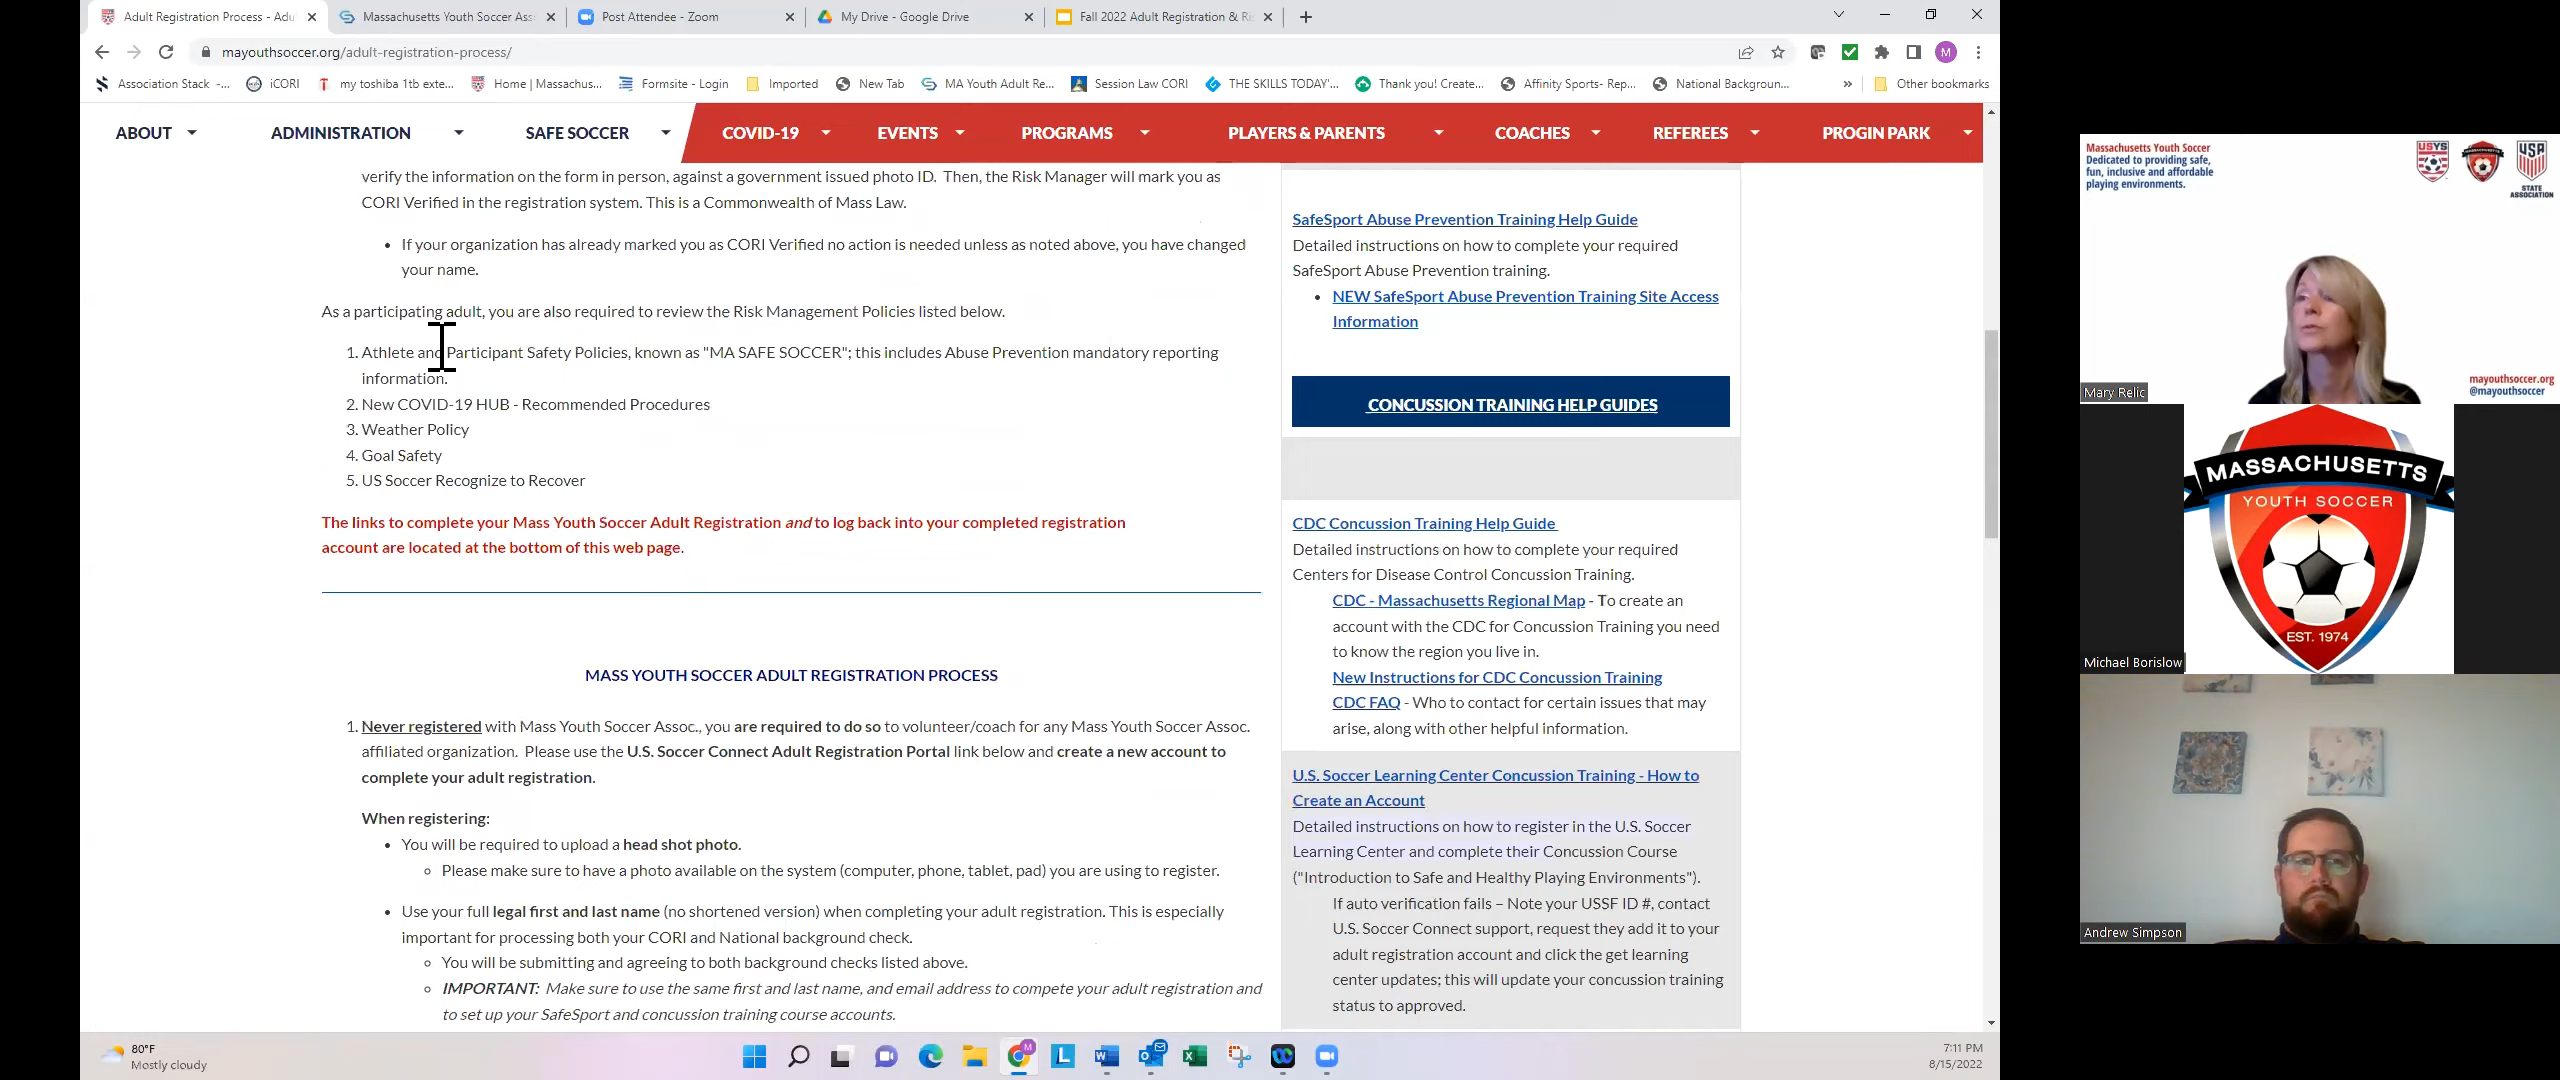 Adult Registration Process - Adu
Massachusetts Youth Soccer Ass
Post Attendee - Zoom
My Drive - Google Drive
Fall 2022 Adult Registration & Ri
mayouthsoccer.org/adult-registration-process/
M
Association Stack -...
iCORI
my toshiba 1tb exte...
Home | Massachus...
Formsite - Login
Imported
New Tab
MA Youth Adult Re...
Session Law CORI
THE SKILLS TODAY'...
Thank you! Create...
Affinity Sports- Rep...
National Backgroun...
»
Other bookmarks
ABOUT
ADMINISTRATION
SAFE SOCCER
COVID-19
EVENTS
PROGRAMS
PLAYERS & PARENTS
COACHES
REFEREES
PROGIN PARK
verify the information on the form in person, against a government issued photo ID. Then, the Risk Manager will mark you as
CORI Verified in the registration system. This is a Commonwealth of Mass Law.
• If your organization has already marked you as CORI Verified no action is needed unless as noted above, you have changed
your name.
As a participating adult, you are also required to review the Risk Management Policies listed below.
1. Athlete and Participant Safety Policies, known as "MA SAFE SOCCER"; this includes Abuse Prevention mandatory reporting
information.
2. New COVID-19 HUB - Recommended Procedures
3. Weather Policy
4. Goal Safety
5. US Soccer Recognize to Recover
The links to complete your Mass Youth Soccer Adult Registration and to log back into your completed registration
account are located at the bottom of this web page.
MASS YOUTH SOCCER ADULT REGISTRATION PROCESS
1. Never registered with Mass Youth Soccer Assoc., you are required to do so to volunteer/coach for any Mass Youth Soccer Assoc.
affiliated organization. Please use the U.S. Soccer Connect Adult Registration Portal link below and create a new account to
complete your adult registration.
When registering:
• You will be required to upload a head shot photo.
○ Please make sure to have a photo available on the system (computer, phone, tablet, pad) you are using to register.
• Use your full legal first and last name (no shortened version) when completing your adult registration. This is especially
important for processing both your CORI and National background check.
○ You will be submitting and agreeing to both background checks listed above.
○ IMPORTANT: Make sure to use the same first and last name, and email address to compete your adult registration and
to set up your SafeSport and concussion training course accounts.
SafeSport Abuse Prevention Training Help Guide
Detailed instructions on how to complete your required
SafeSport Abuse Prevention training.
• NEW SafeSport Abuse Prevention Training Site Access
Information
CONCUSSION TRAINING HELP GUIDES
CDC Concussion Training Help Guide
Detailed instructions on how to complete your required
Centers for Disease Control Concussion Training.
CDC - Massachusetts Regional Map - To create an
account with the CDC for Concussion Training you need
to know the region you live in.
New Instructions for CDC Concussion Training
CDC FAQ - Who to contact for certain issues that may
arise, along with other helpful information.
U.S. Soccer Learning Center Concussion Training - How to
Create an Account
Detailed instructions on how to register in the U.S. Soccer
Learning Center and complete their Concussion Course
("Introduction to Safe and Healthy Playing Environments").
If auto verification fails – Note your USSF ID #, contact
U.S. Soccer Connect support, request they add it to your
adult registration account and click the get learning
center updates; this will update your concussion training
status to approved.
80°F
Mostly cloudy
7:11 PM
8/15/2022
Massachusetts Youth Soccer
Dedicated to providing safe,
fun, inclusive and affordable
playing environments.
USYS
USA
STATE
ASSOCIATION
mayouthsoccer.org
@mayouthsoccer
Mary Relic
MASSACHUSETTS
YOUTH SOCCER
EST. 1974
Michael Borislow
Andrew Simpson